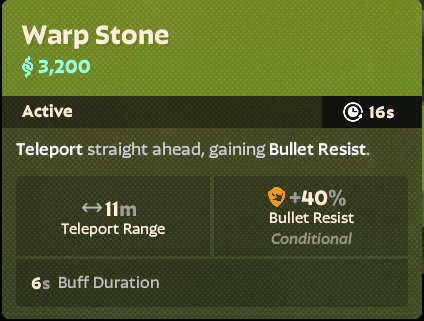 Warp Stone
3,200
Active
16s
Teleport straight ahead, gaining Bullet Resist.
11m
Teleport Range
+40%
Bullet Resist
Conditional
6s Buff Duration